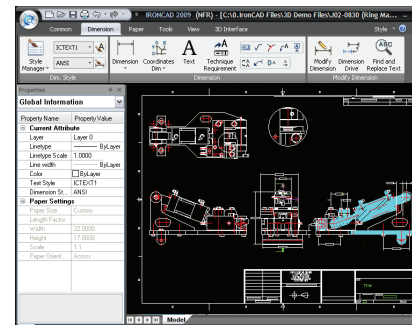 IRONCAD 2009 (NFR) - [C:\0.IronCAD Files\3D Demo Files\J02-0830 (Ring Ma...
Common Dimension Paper Tools View 3D Interface Style
Style Manager ICTEXT1 ANSI Dimension Coordinates Dim Text Technique Requirement Modify Dimension Dimension Drive Find and Replace Text
Dim. Style Dimension Modify Dimension
Properties
Global Information
Property Name Property Value
Current Attribute
Layer Layer 0
Linetype ByLayer
Linetype Scale 1.0000
Line width ByLayer
Color ByLayer
Text Style ICTEXT1
Dimension St... ANSI
Paper Settings
Paper Size Custom
Length Factor
Width 22.0000
Height 17.0000
Scale 1:1
Paper Orient... Across
Title
Model